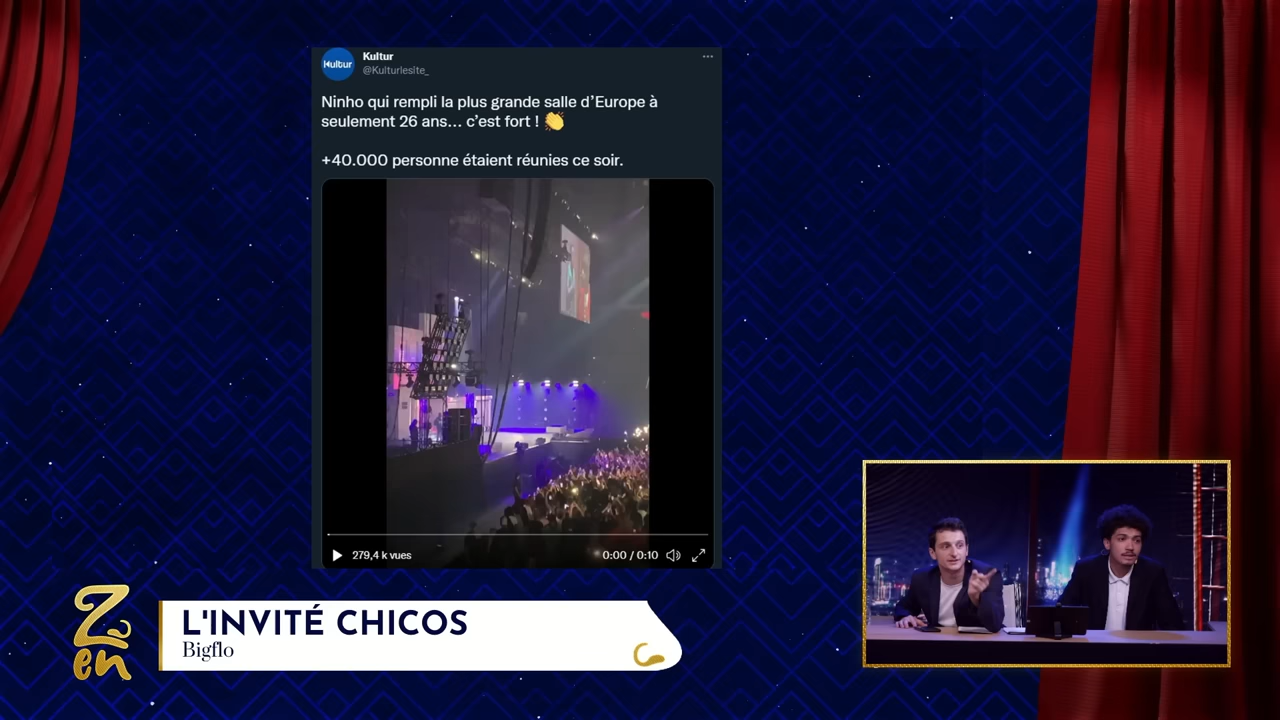 Kultur
Kultur
@Kulturlesite_
Ninho qui rempli la plus grande salle d’Europe à
seulement 26 ans... c’est fort ! 👏
+40.000 personne étaient réunies ce soir.
279,4 k vues
0:00 / 0:10
Zen
L'INVITÉ CHICOS
Bigflo